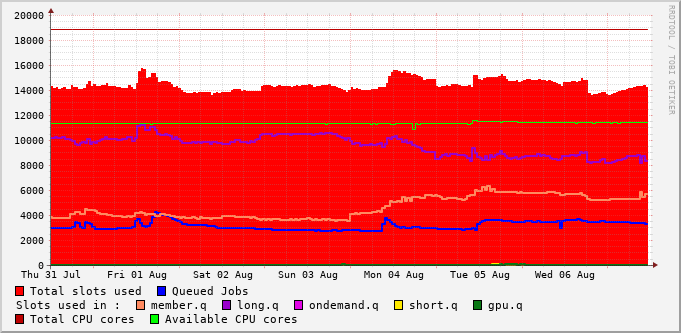 20000
18000
16000
14000
12000
10000
8000
6000
4000
2000
0
Thu 31 Jul Fri 01 Aug Sat 02 Aug Sun 03 Aug Mon 04 Aug Tue 05 Aug Wed 06 Aug
Total slots used Queued Jobs
Slots used in : member.q long.q ondemand.q short.q gpu.q
Total CPU cores Available CPU cores
RRDTOOL / TOBI OETIKER